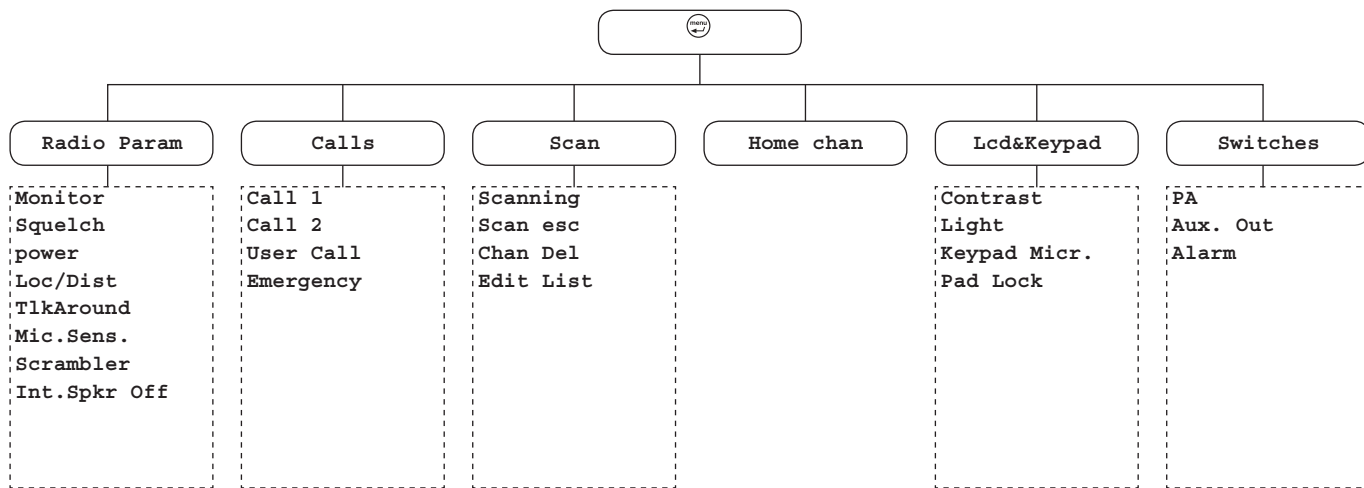 menu
Radio Param
Calls
Scan
Home chan
Lcd&Keypad
Switches
Monitor
Squelch
power
Loc/Dist
TlkAround
Mic.Sens.
Scrambler
Int.Spkr Off
Call 1
Call 2
User Call
Emergency
Scanning
Scan esc
Chan Del
Edit List
Contrast
Light
Keypad Micr.
Pad Lock
PA
Aux. Out
Alarm